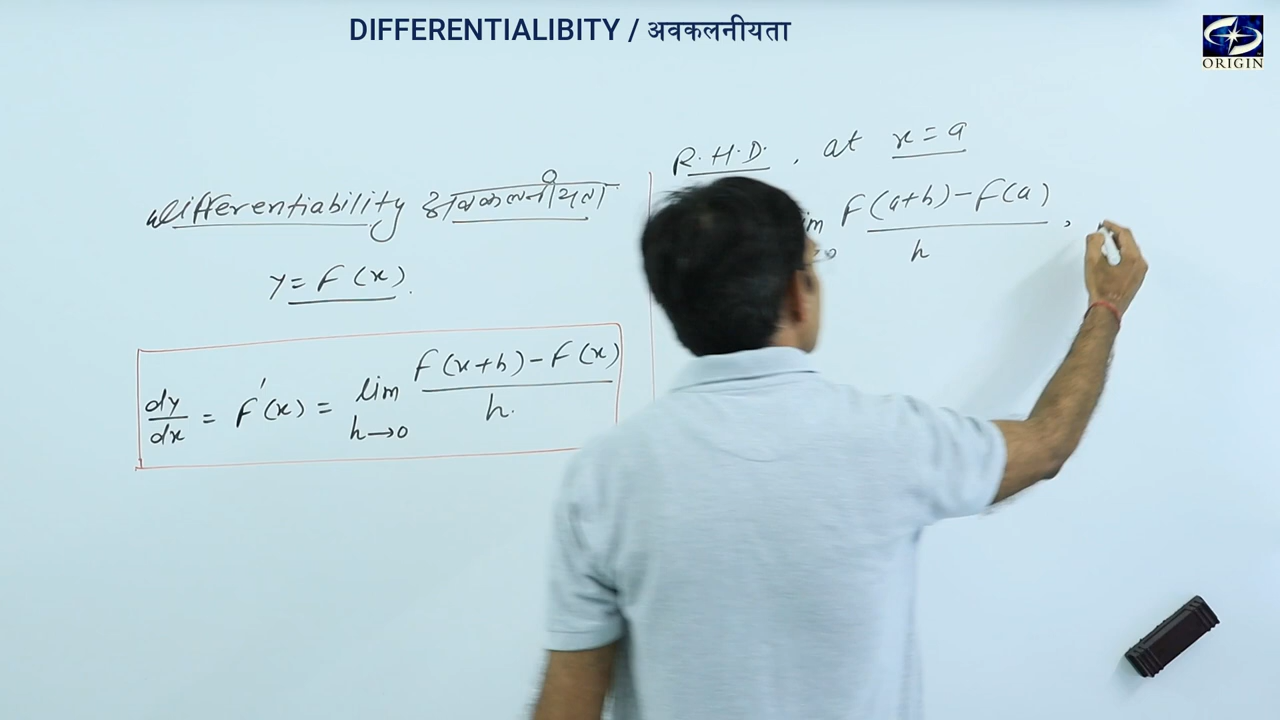 DIFFERENTIALIBITY / अवकलनीयता
ORIGIN
Differentiability अवकलनीयता
y = F(x).
dy/dx = F'(x) = lim h→0 F(x+h) - F(x) / h.
R.H.D. , at x = a
F(a+h) - F(a) / h ,